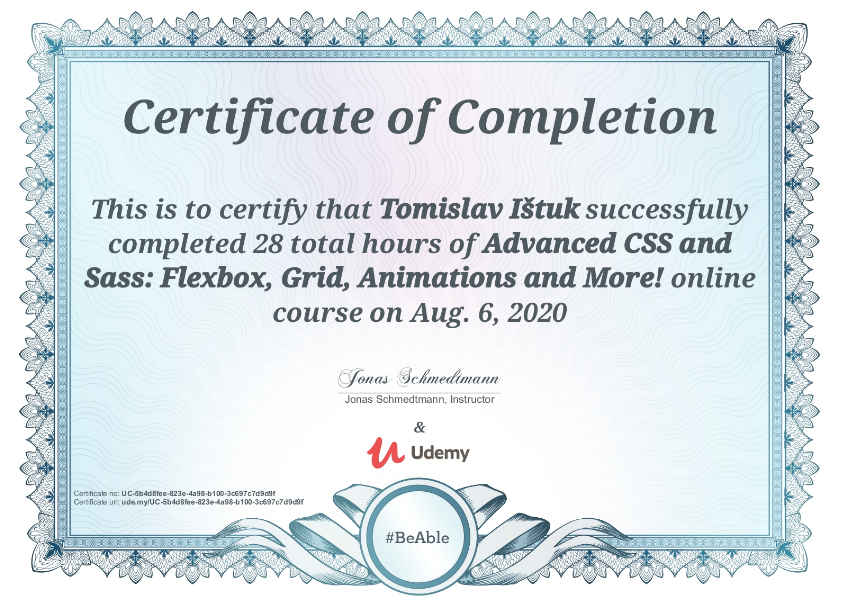 Certificate of Completion
This is to certify that Tomislav Ištuk successfully
completed 28 total hours of Advanced CSS and
Sass: Flexbox, Grid, Animations and More! online
course on Aug. 6, 2020
Jonas Schmedtmann
Jonas Schmedtmann, Instructor
&
Udemy
Certificate no: UC-5b4d8fee-823e-4a98-b100-3c697c7d9d9f
Certificate url: ude.my/UC-5b4d8fee-823e-4a98-b100-3c697c7d9d9f
#BeAble